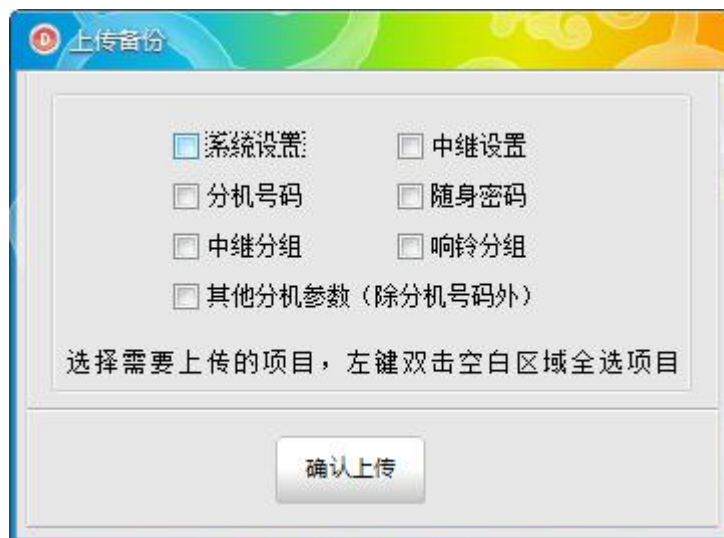 上传备份
系统设置 中继设置
分机号码 随身密码
中继分组 响铃分组
其他分机参数（除分机号码外）
选择需要上传的项目，左键双击空白区域全选项目
确认上传